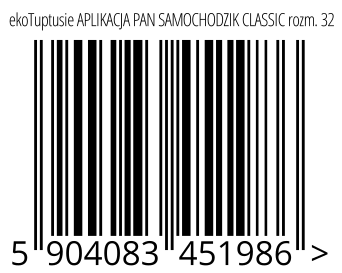 ekoTuptusie APLIKACJA PAN SAMOCHODZIK CLASSIC rozm. 32
5 904083 451986 >